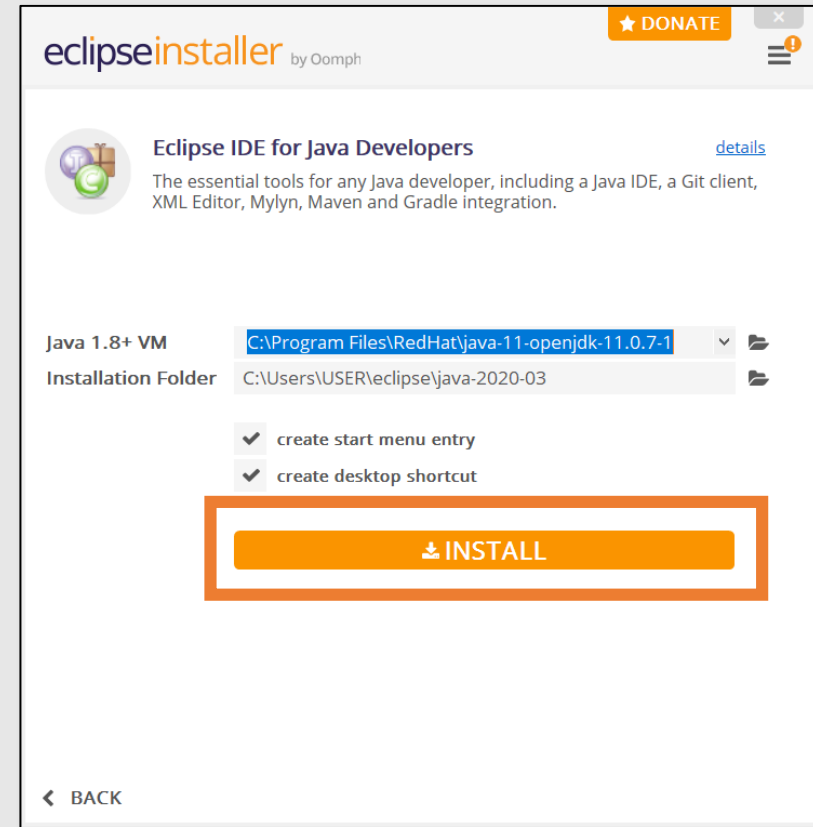 ★ DONATE
×
eclipseinstaller by Oomph
!
Eclipse IDE for Java Developers
details
The essential tools for any Java developer, including a Java IDE, a Git client,
XML Editor, Mylyn, Maven and Gradle integration.
Java 1.8+ VM
C:\Program Files\RedHat\java-11-openjdk-11.0.7-1
Installation Folder
C:\Users\USER\eclipse\java-2020-03
create start menu entry
create desktop shortcut
INSTALL
BACK